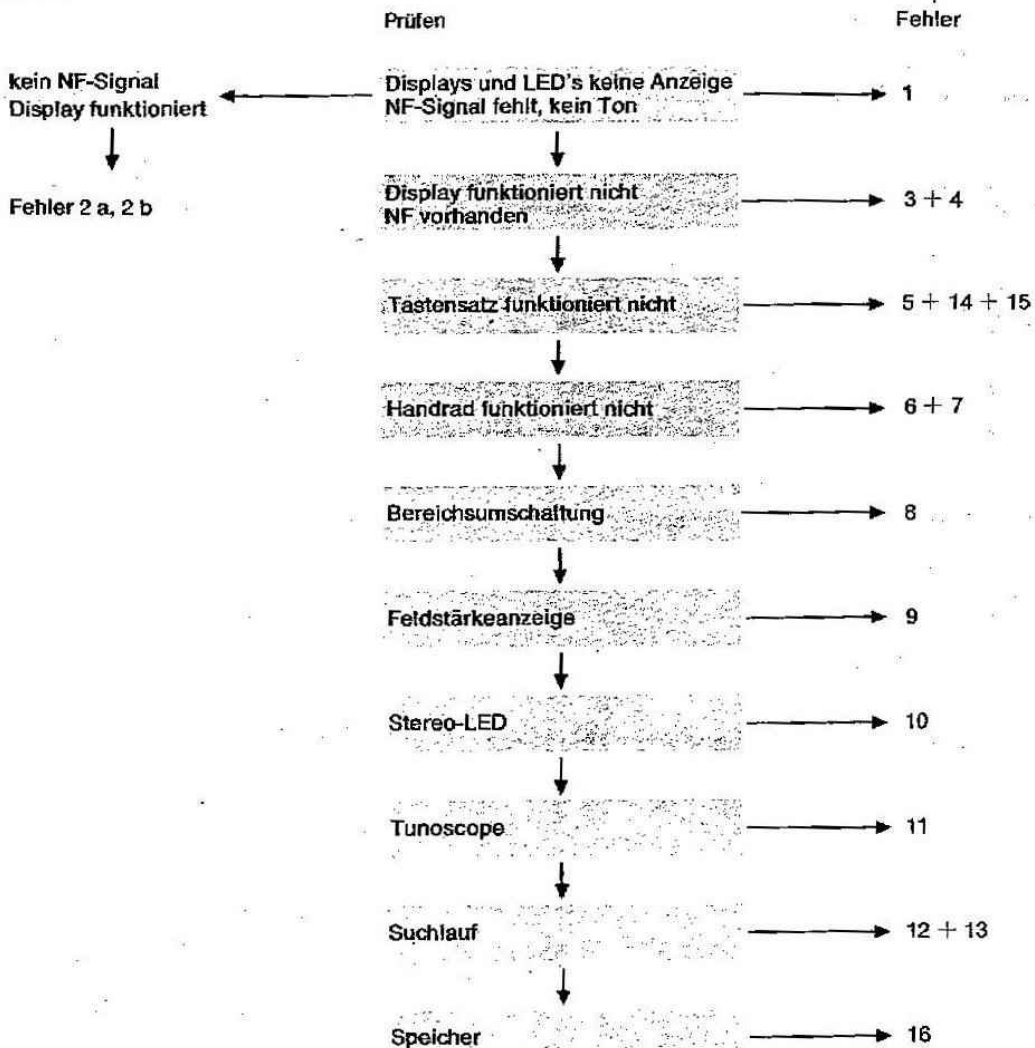 Prüfen
Fehler
kein NF-Signal
Display funktioniert
Displays und LED's keine Anzeige
NF-Signal fehlt, kein Ton
1
Fehler 2 a, 2 b
Display funktioniert nicht
NF vorhanden
3 + 4
Tastensatz funktioniert nicht
5 + 14 + 15
Handrad funktioniert nicht
6 + 7
Bereichsumschaltung
8
Feldstärkeanzeige
9
Stereo-LED
10
Tunoscope
11
Suchlauf
12 + 13
Speicher
16